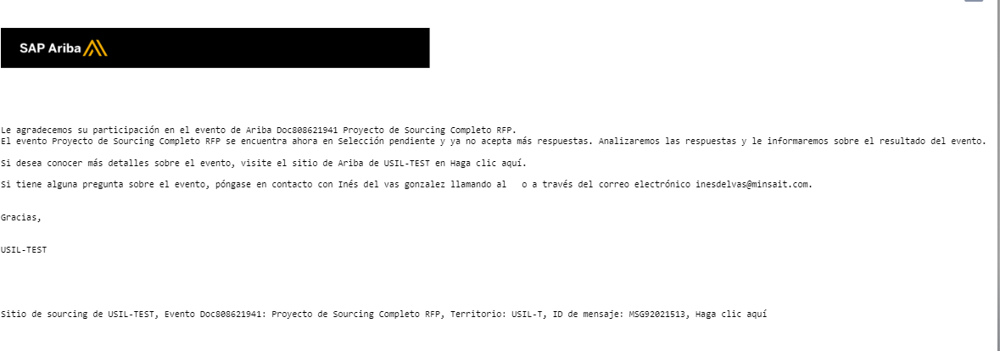 SAP Ariba
Le agradecemos su participación en el evento de Ariba Doc808621941 Proyecto de Sourcing Completo RFP.
El evento Proyecto de Sourcing Completo RFP se encuentra ahora en Selección pendiente y ya no acepta más respuestas. Analizaremos las respuestas y le informaremos sobre el resultado del evento.
Si desea conocer más detalles sobre el evento, visite el sitio de Ariba de USIL-TEST en Haga clic aquí.
Si tiene alguna pregunta sobre el evento, póngase en contacto con Inés del vas gonzalez llamando al   o a través del correo electrónico inesdelvas@minsait.com.
Gracias,
USIL-TEST
Sitio de sourcing de USIL-TEST, Evento Doc808621941: Proyecto de Sourcing Completo RFP, Territorio: USIL-T, ID de mensaje: MSG92021513, Haga clic aquí